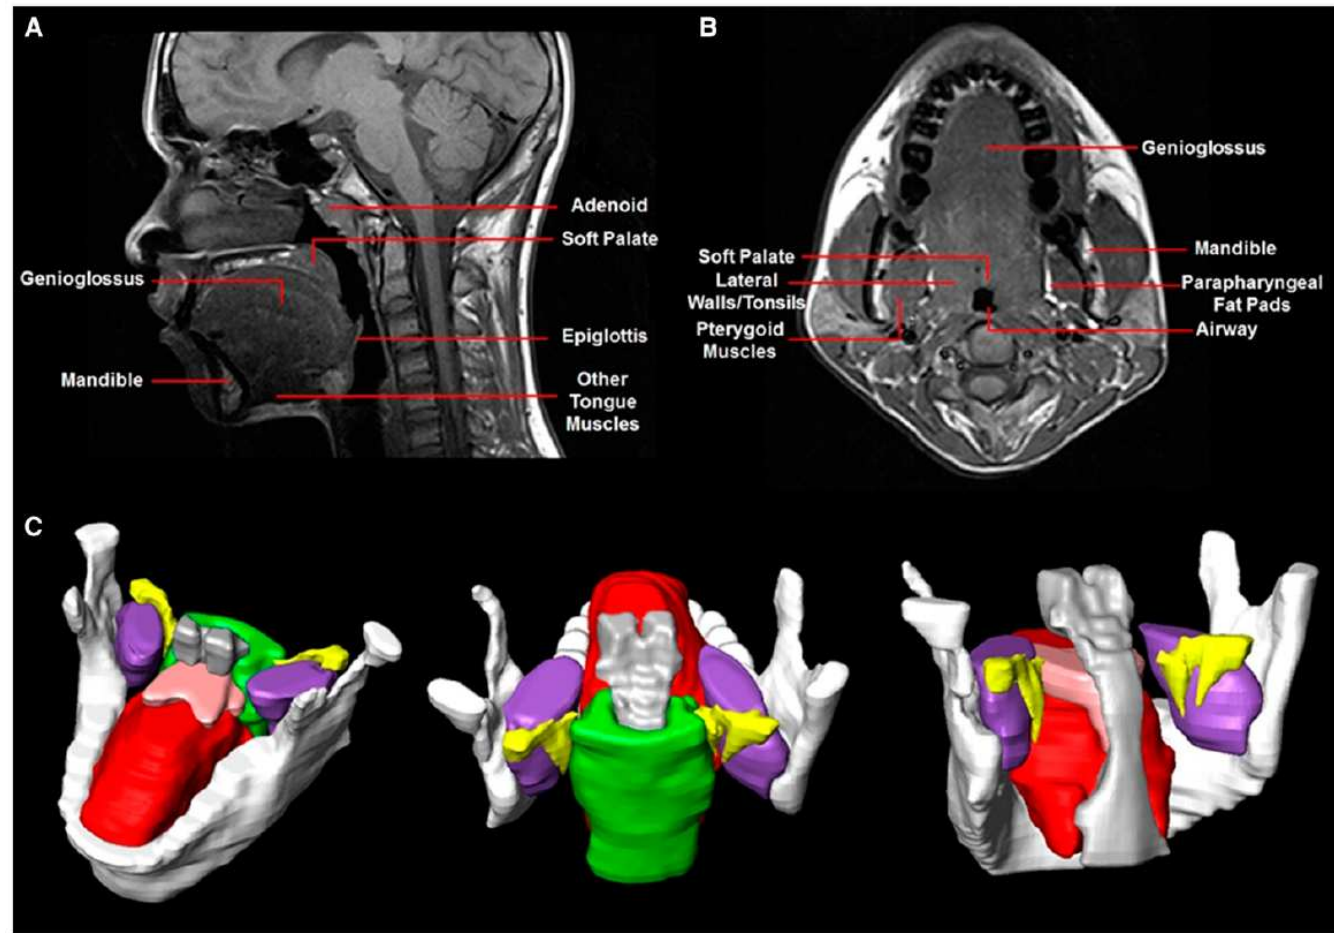 A
Adenoid
Soft Palate
Genioglossus
Epiglottis
Mandible
Other
Tongue
Muscles
B
Genioglossus
Mandible
Soft Palate
Lateral
Walls/Tonsils
Parapharyngeal
Fat Pads
Pterygoid
Muscles
Airway
C